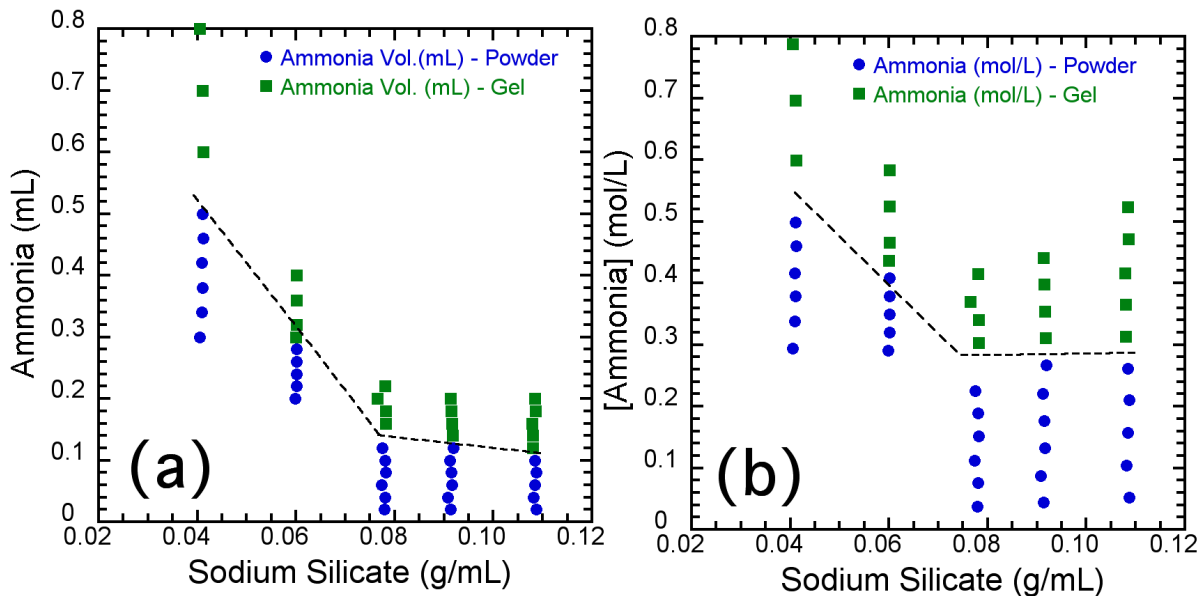 0.8
0.7
0.6
0.5
0.4
0.3
0.2
0.1
0
Ammonia (mL)
Ammonia Vol.(mL) - Powder
Ammonia Vol. (mL) - Gel
(a)
0.02 0.04 0.06 0.08 0.10 0.12
Sodium Silicate (g/mL)
0.8
0.7
0.6
0.5
0.4
0.3
0.2
0.1
0
[Ammonia] (mol/L)
Ammonia (mol/L) - Powder
Ammonia (mol/L) - Gel
(b)
0.02 0.04 0.06 0.08 0.10 0.12
Sodium Silicate (g/mL)